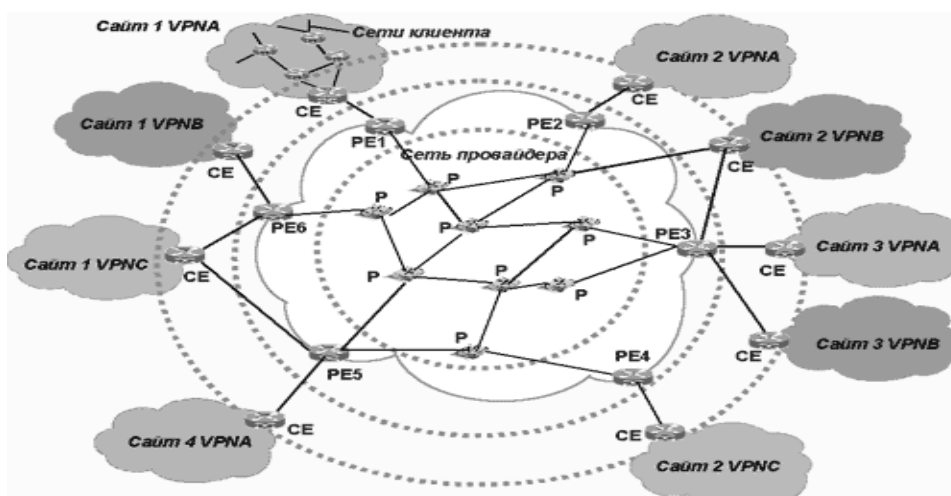 Сайт 1 VPNA
Сети клиента
Сайт 2 VPNA
CE
CE
Сайт 1 VPNB
PE1
PE2
Сайт 2 VPNB
Сеть провайдера
CE
CE
P
P
P
PE6
P
P
PE3
Сайт 1 VPNC
CE
Сайт 3 VPNA
CE
P
P
P
P
CE
Сайт 3 VPNB
PE5
PE4
Сайт 4 VPNA
CE
CE
Сайт 2 VPNC